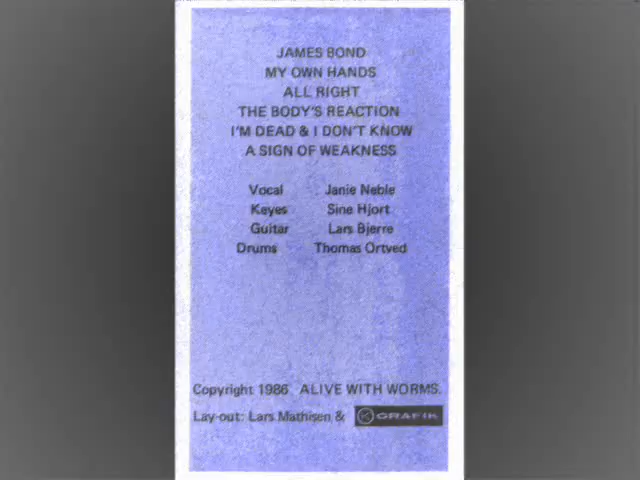 JAMES BOND
MY OWN HANDS
ALL RIGHT
THE BODY'S REACTION
I'M DEAD & I DON'T KNOW
A SIGN OF WEAKNESS
Vocal Janie Neble
Keyes Sine Hjort
Guitar Lars Bjerre
Drums Thomas Ortved
Copyright 1986 ALIVE WITH WORMS.
Lay-out: Lars Mathisen & K GRAFIK